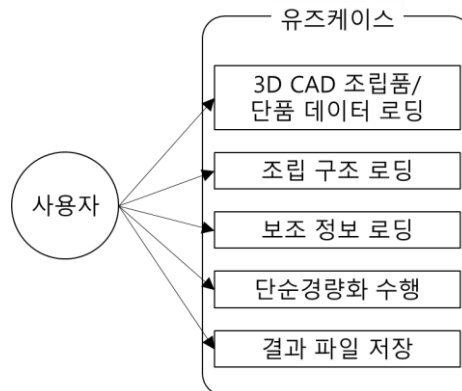 유즈케이스
3D CAD 조립품/
단품 데이터 로딩
사용자
조립 구조 로딩
보조 정보 로딩
단순경량화 수행
결과 파일 저장